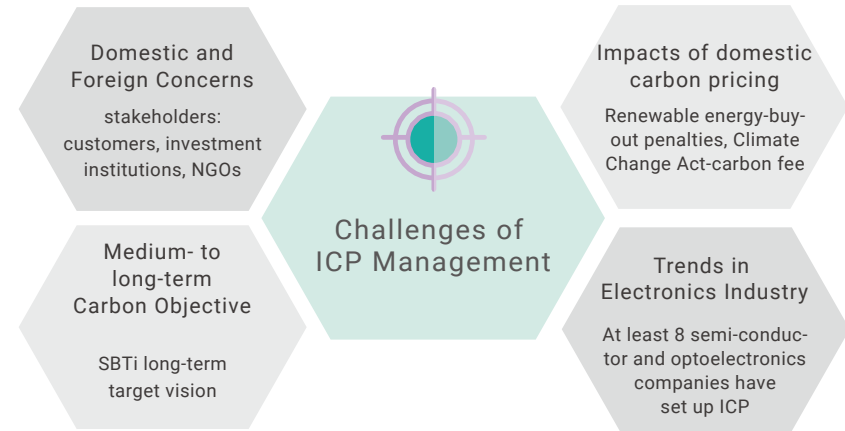 Domestic and
Foreign Concerns
stakeholders:
customers, investment
institutions, NGOs
Impacts of domestic
carbon pricing
Renewable energy-buy-
out penalties, Climate
Change Act-carbon fee
Challenges of
ICP Management
Medium- to
long-term
Carbon Objective
SBTi long-term
target vision
Trends in
Electronics Industry
At least 8 semi-conduc-
tor and optoelectronics
companies have
set up ICP